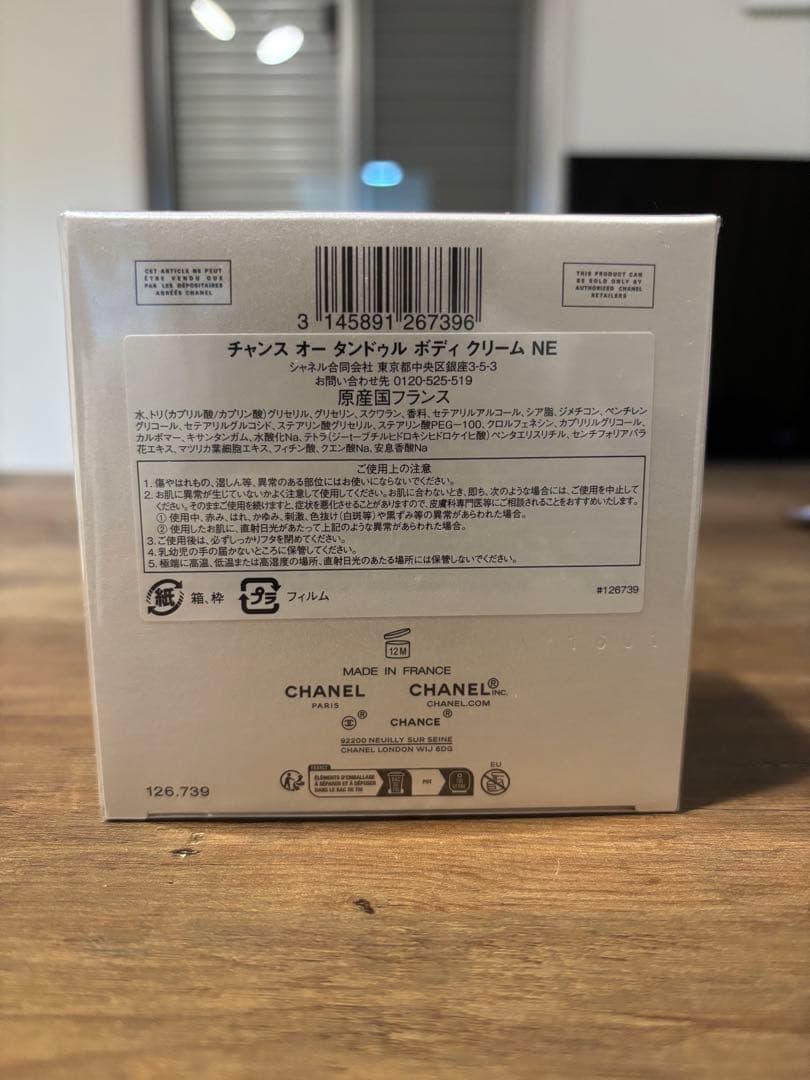 CET ARTICLE NE PEUT
ÊTRE VENDU QUE
PAR LES DÉPOSITAIRES
AGRÉÉS CHANEL
THIS PRODUCT CAN
BE SOLD ONLY BY
AUTHORIZED CHANEL
RETAILERS
3 145891 267396
チャンス オー タンドゥル ボディ クリーム NE
シャネル合同会社 東京都中央区銀座3-5-3
お問い合わせ先 0120-525-519
原産国フランス
水、トリ(カプリル酸/カプリン酸)グリセリル、グリセリン、スクワラン、香料、セテアリルアルコール、シア脂、ジメチコン、ペンチレン
グリコール、セテアリルグルコシド、ステアリン酸グリセリル、ステアリン酸PEG-100、クロルフェネシン、カプリリルグリコール、
カルボマー、キサンタンガム、水酸化Na、テトラ(ジ-t-ブチルヒドロキシヒドロケイヒ酸)ペンタエリスリチル、センチフォリアバラ
花エキス、マツリカ葉細胞エキス、フィチン酸、クエン酸Na、安息香酸Na
ご使用上の注意
1. 傷やはれもの、湿しん等、異常のある部位にはお使いにならないでください。
2. お肌に異常が生じていないかよく注意して使用してください。お肌に合わないとき、即ち、次のような場合には、ご使用を中止して
ください。そのままご使用を続けますと、症状を悪化させることがありますので、皮膚科専門医等にご相談されることをおすすめいたします。
① 使用中、赤み、はれ、かゆみ、刺激、色抜け(白斑等)や黒ずみ等の異常があらわれた場合。
② 使用したお肌に、直射日光があたって上記のような異常があらわれた場合。
3. ご使用後は、必ずしっかりフタを閉めてください。
4. 乳幼児の手の届かないところに保管してください。
5. 極端に高温、低温または高湿度の場所、直射日光のあたる場所には保管しないでください。
紙 箱、枠 プラ フィルム
#126739
12M
MADE IN FRANCE
CHANEL CHANEL® INC.
PARIS CHANEL.COM
® CHANCE®
92200 NEUILLY SUR SEINE
CHANEL LONDON W1J 6DG
FRANCE
ÉLÉMENTS D'EMBALLAGE
À SÉPARER ET À DÉPOSER
DANS LE BAC DE TRI
POT
EU
126.739